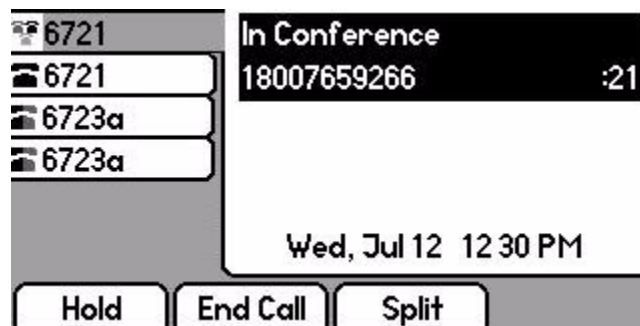 6721
6721
6723a
6723a
In Conference
18007659266 :21
Wed, Jul 12 12 30 PM
Hold End Call Split